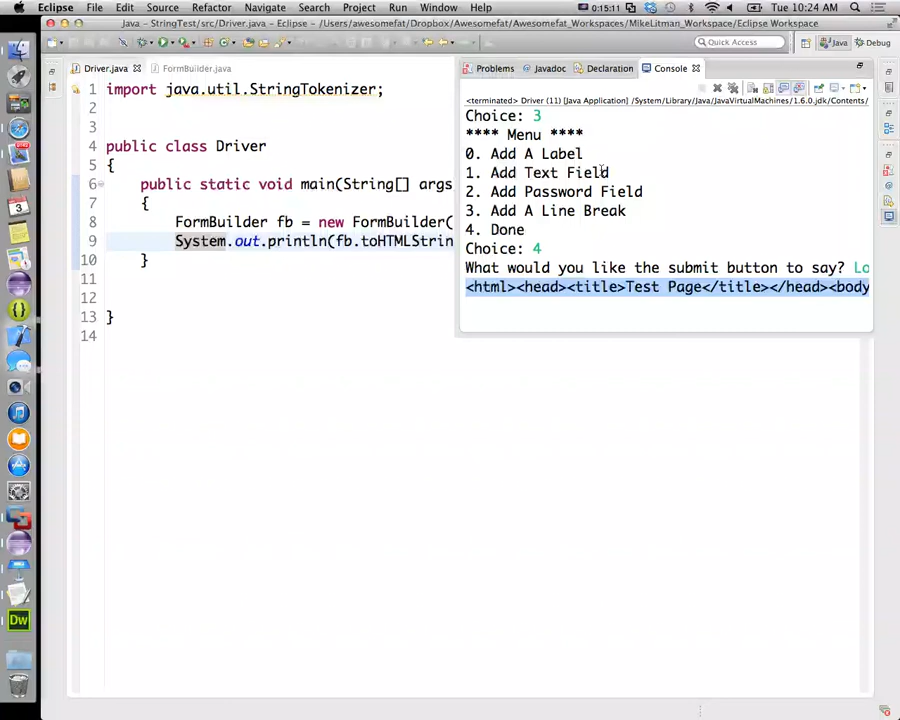 Eclipse File Edit Source Refactor Navigate Search Project Run Window Help 0:15:11 Tue 10:24 AM
Java – StringTest/src/Driver.java – Eclipse – /Users/awesomefat/Dropbox/Awesomefat_Workspaces/MikeLitman_Workspace/Eclipse Workspace
Quick Access Java Debug
Driver.java FormBuilder.java
Problems @ Javadoc Declaration Console
<terminated> Driver (11) [Java Application] /System/Library/Java/JavaVirtualMachines/1.6.0.jdk/Contents/
1 import java.util.StringTokenizer;
2
3
4 public class Driver
5 {
6 public static void main(String[] args
7 {
8 FormBuilder fb = new FormBuilder(
9 System.out.println(fb.toHTMLStrin
10 }
11
12
13 }
14
Choice: 3
**** Menu ****
0. Add A Label
1. Add Text Field
2. Add Password Field
3. Add A Line Break
4. Done
Choice: 4
What would you like the submit button to say? Lo
<html><head><title>Test Page</title></head><body
3
Dw